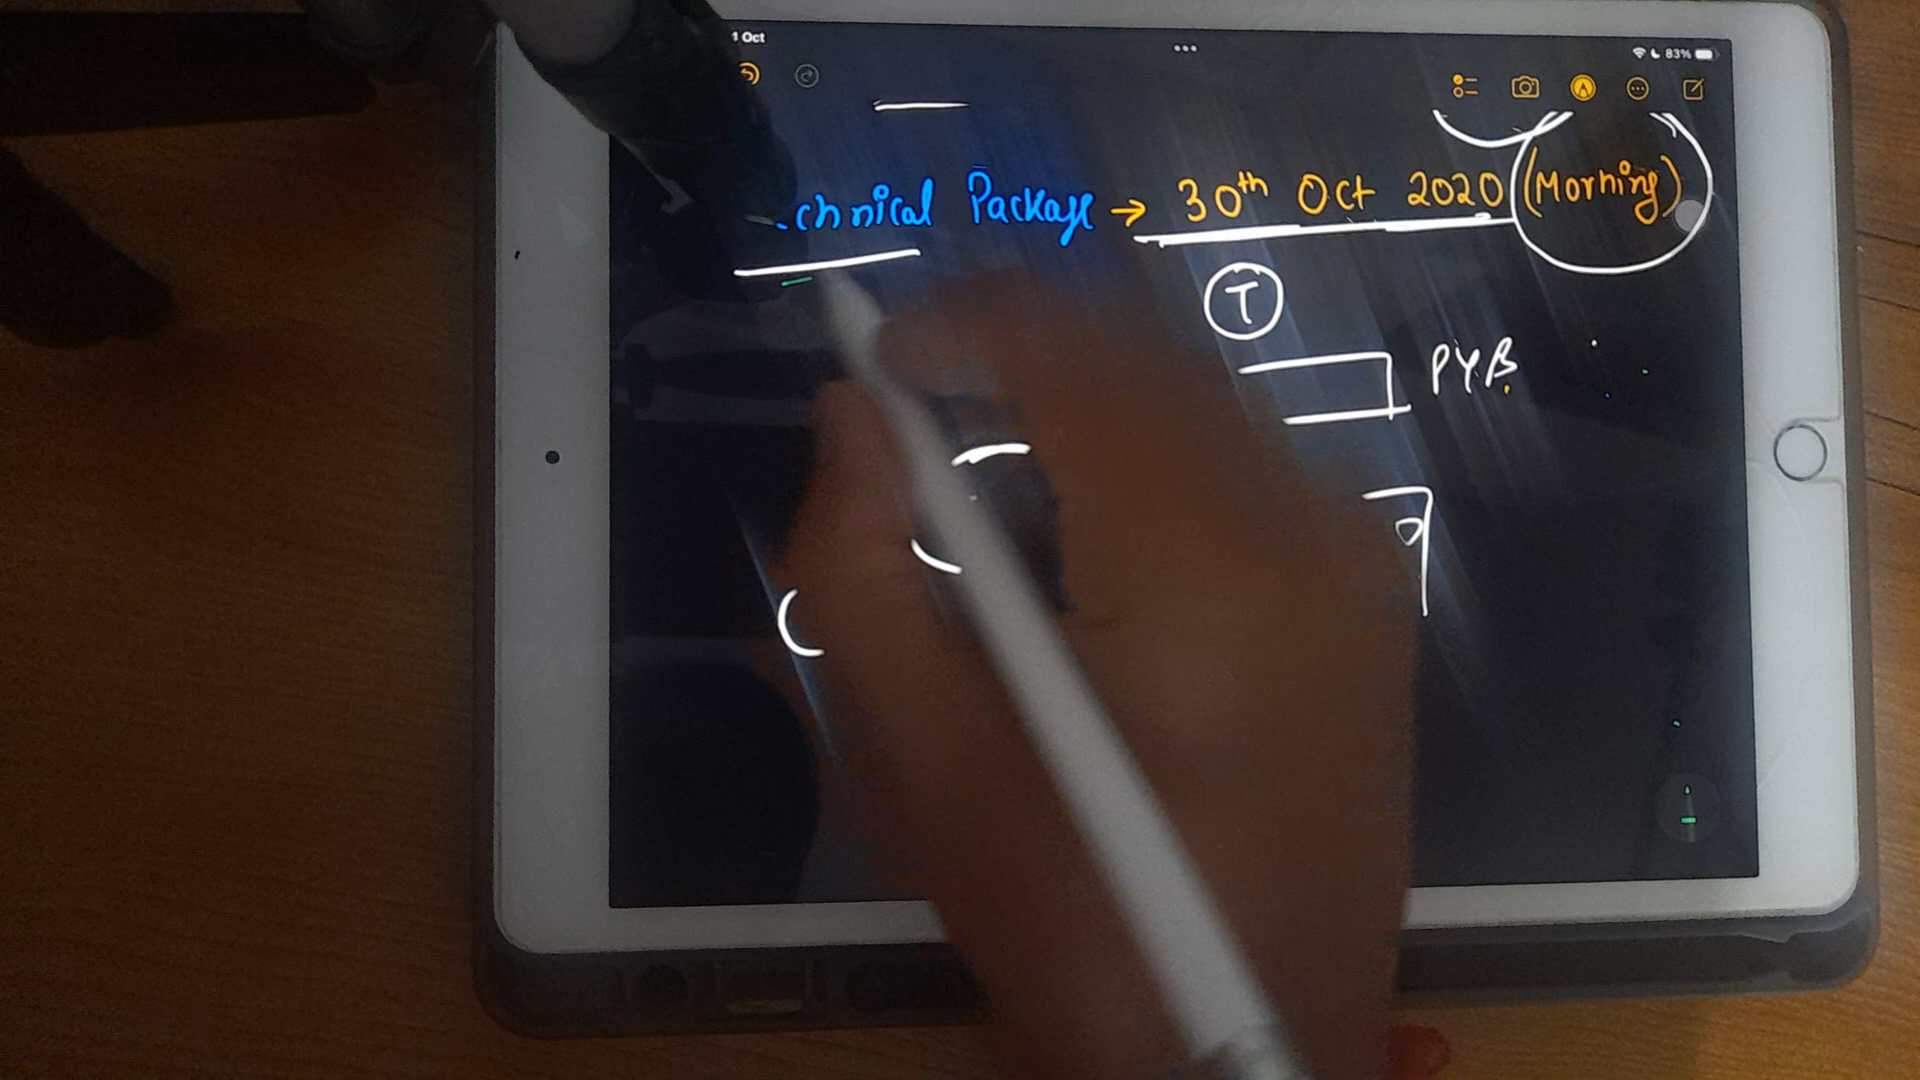 1 Oct
83%
chnical Package → 30th Oct 2020 (Morning)
T
PYB